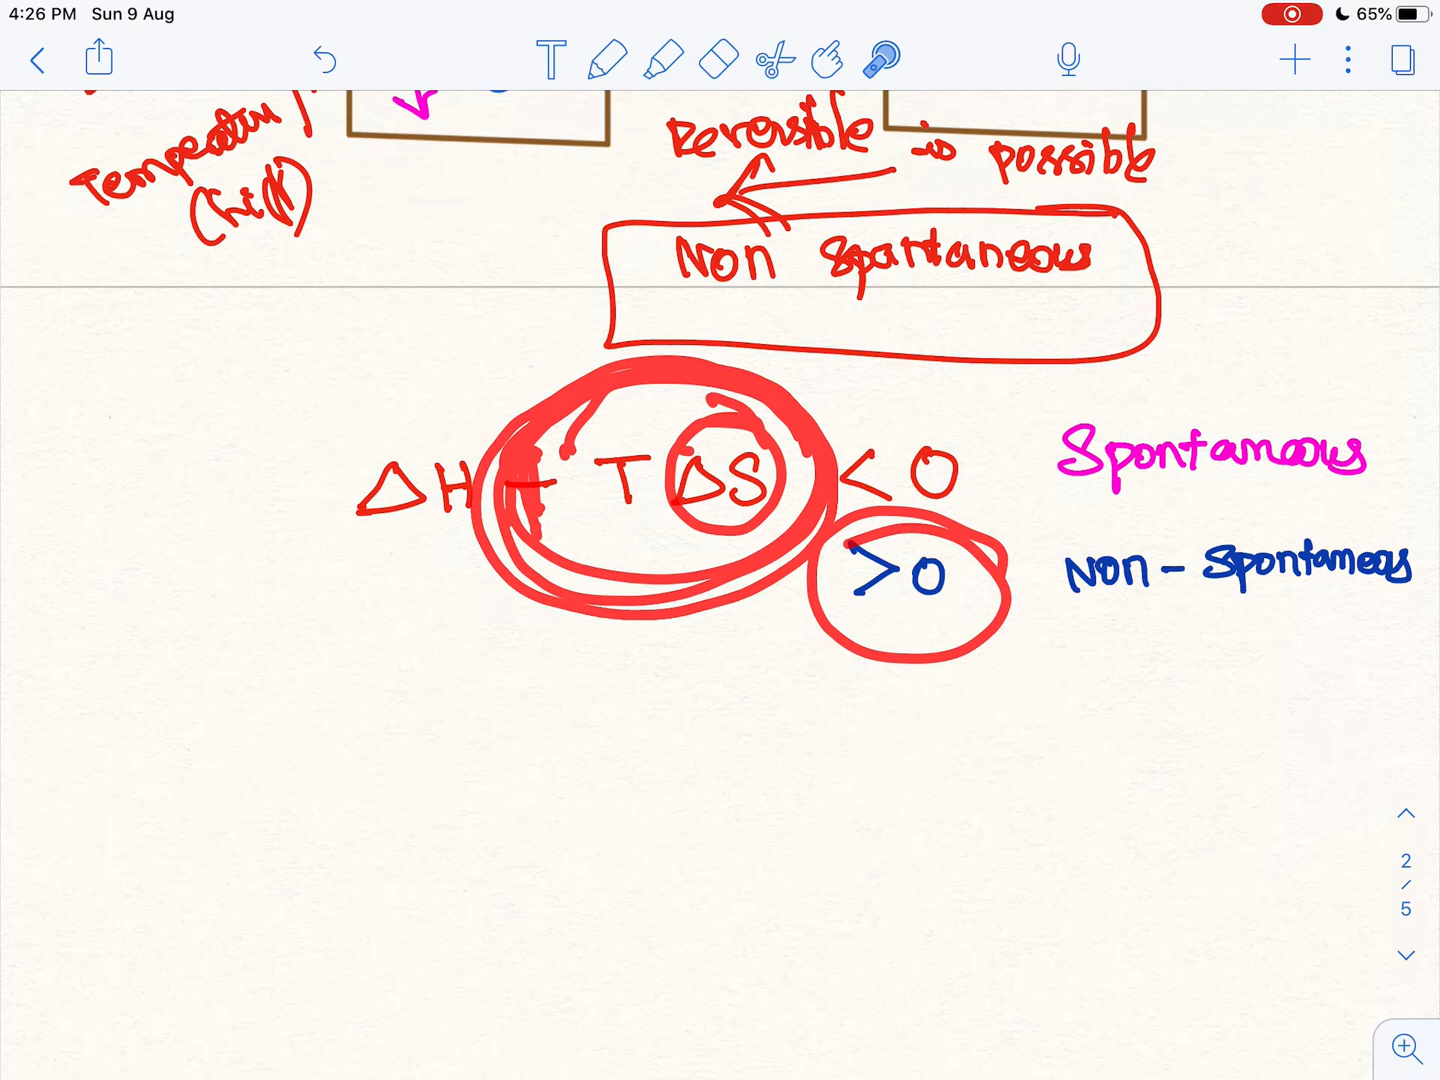 4:26 PM Sun 9 Aug 65%
Reversible is possible
Temperature
(high)
Non Spontaneous
ΔH - TΔS < 0 Spontaneous
> 0 Non - Spontaneous
2
/
5